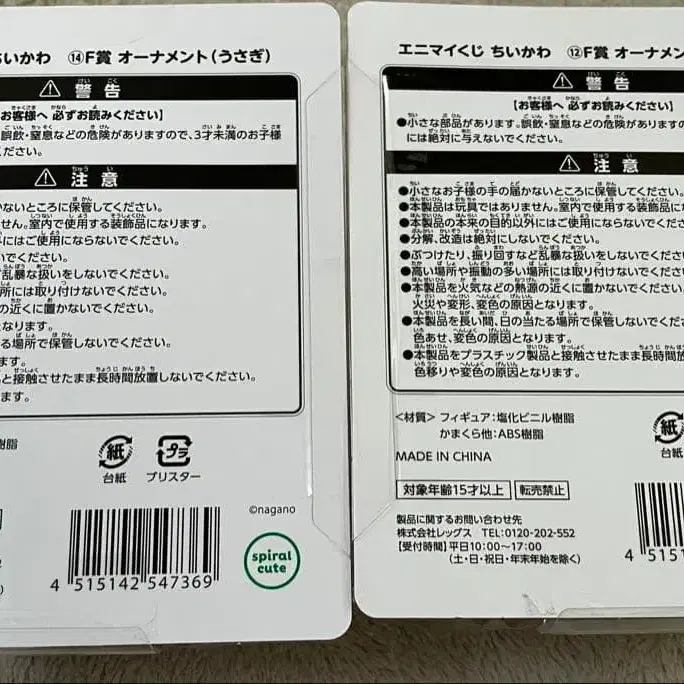 ちいかわ ⑭F賞 オーナメント(うさぎ)
⚠ 警告
【お客様へ 必ずお読みください】
誤飲・窒息などの危険がありますので、3才未満のお子様
ください。
⚠ 注意
かないところに保管してください。
せん。室内で使用する装飾品になります。
外にはご使用にならないでください。
いでください。
ど乱暴な扱いをしないでください。
所には取り付けないでください。
の近くに置かないでください。
となります。
る場所で保管しないでください。
ます。
と接触させたまま長時間放置しないでください。
ます。
樹脂
紙
台紙
プラ
ブリスター
©nagano
spiral
cute
4 515142 547369
エニマイくじ ちいかわ ⑫F賞 オーナメン
⚠ 警告
【お客様へ 必ずお読みください】
●小さな部品があります。誤飲・窒息などの危険がありますの
には絶対に与えないでください。
⚠ 注意
●小さなお子様の手の届かないところに保管してください。
●本製品は玩具ではありません。室内で使用する装飾品にな
●本製品の本来の目的以外にはご使用にならないでくださ
●分解、改造は絶対にしないでください。
●ぶつけたり、振り回すなど乱暴な扱いをしないでください。
●高い場所や振動の多い場所には取り付けないでください
●本製品を火気などの熱源の近くに置かないでください。
火災や変形、変色の原因となります。
●本製品を長い間、日の当たる場所で保管しないでください
色あせ、変色の原因となります。
●本製品をプラスチック製品と接触させたまま長時間放
色移りや変色の原因となります。
<材質> フィギュア:塩化ビニル樹脂
かまくら他:ABS樹脂
MADE IN CHINA
紙
台紙
対象年齢15才以上 転売禁止
製品に関するお問い合わせ先
株式会社レッグス TEL:0120-202-552
【受付時間】平日10:00〜17:00
(土・日・祝日・年末年始を除く)
4 5151